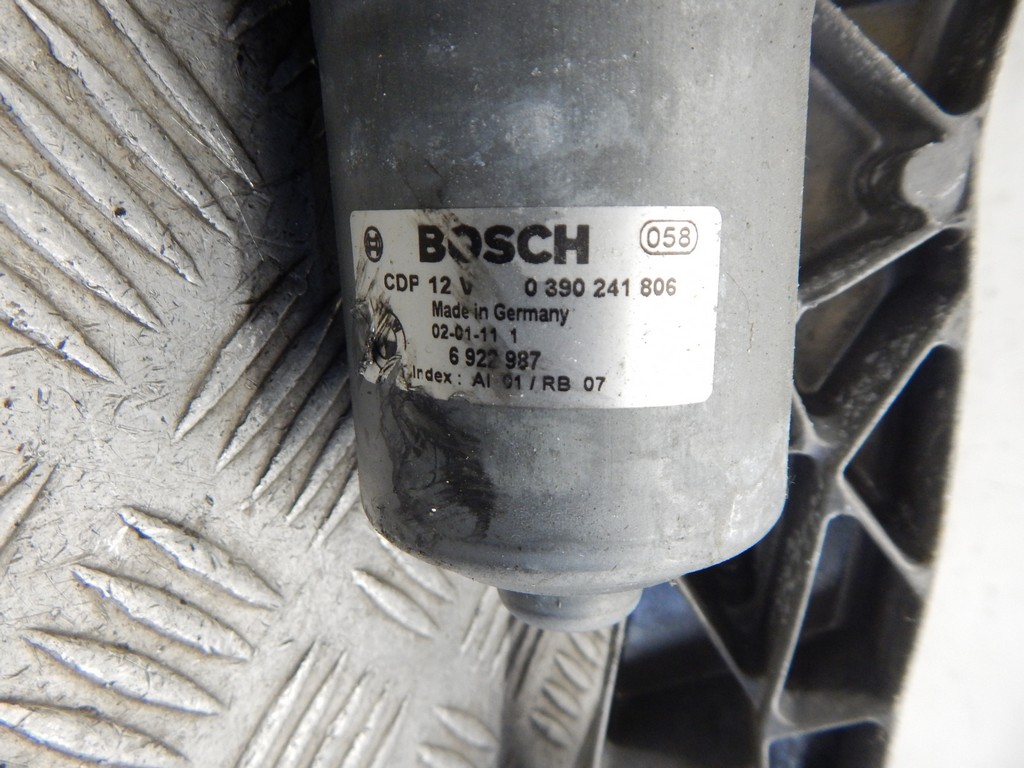 BOSCH 058
CDP 12 V 0 390 241 806
Made in Germany
02-01-11 1
6 922 987
Index: AI 01 / RB 07